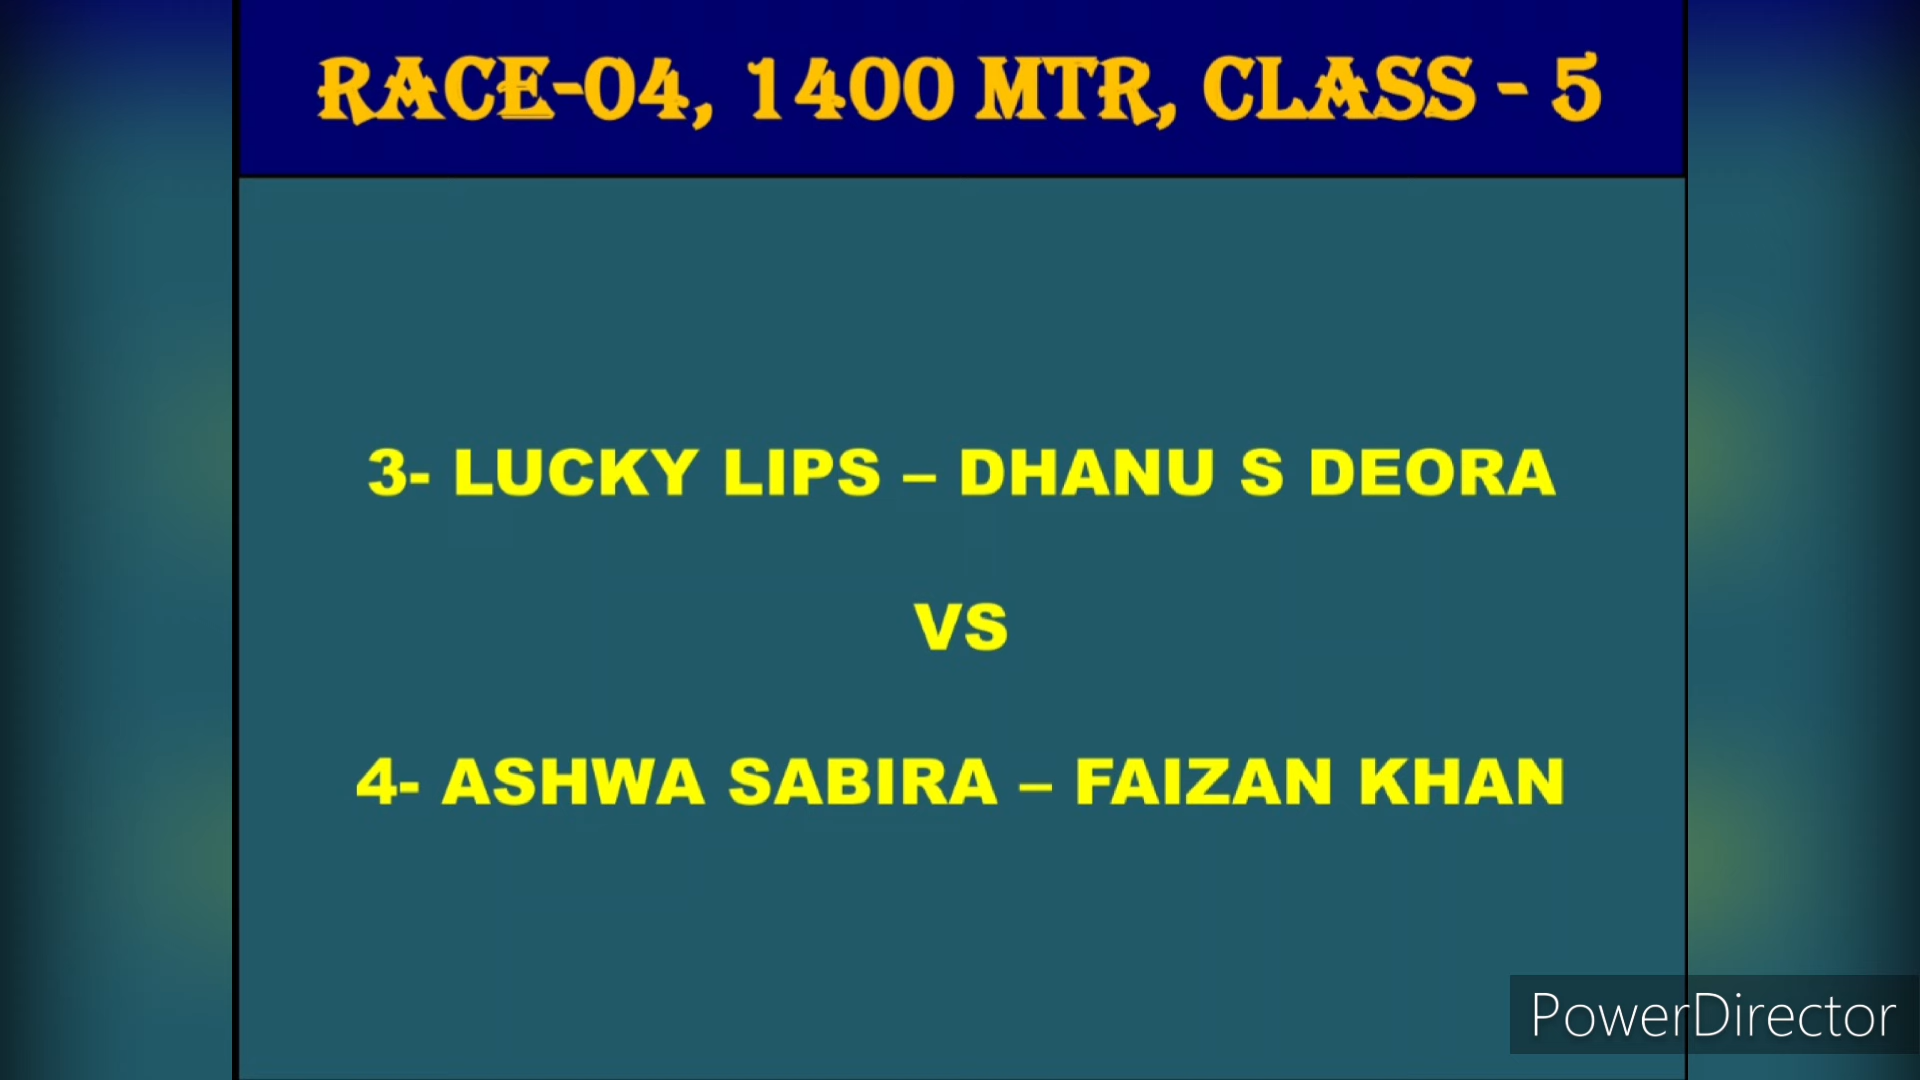 RACE-04, 1400 MTR, CLASS - 5
3- LUCKY LIPS – DHANU S DEORA
VS
4- ASHWA SABIRA – FAIZAN KHAN
PowerDirector